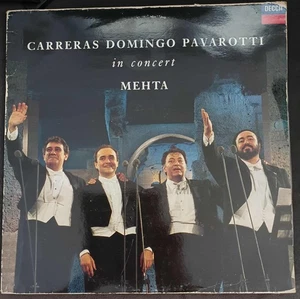 DECCA
CARRERAS DOMINGO PAVAROTTI
in concert
MEHTA